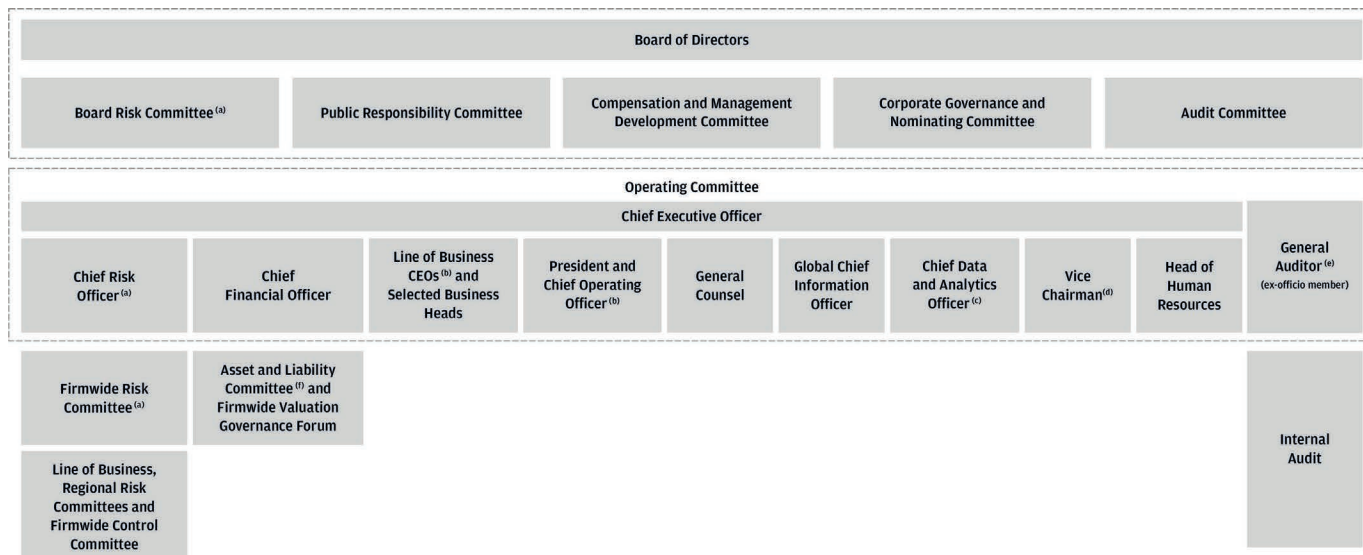 Board of Directors
Board Risk Committee (a)
Public Responsibility Committee
Compensation and Management
Development Committee
Corporate Governance and
Nominating Committee
Audit Committee
Operating Committee
Chief Executive Officer
Chief Risk
Officer (a)
Chief
Financial Officer
Line of Business
CEOs (b) and
Selected Business
Heads
President and
Chief Operating
Officer (b)
General
Counsel
Global Chief
Information
Officer
Chief Data
and Analytics
Officer (c)
Vice
Chairman(d)
Head of
Human
Resources
General
Auditor (e)
(ex-officio member)
Firmwide Risk
Committee (a)
Asset and Liability
Committee (f) and
Firmwide Valuation
Governance Forum
Internal
Audit
Line of Business,
Regional Risk
Committees and
Firmwide Control
Committee